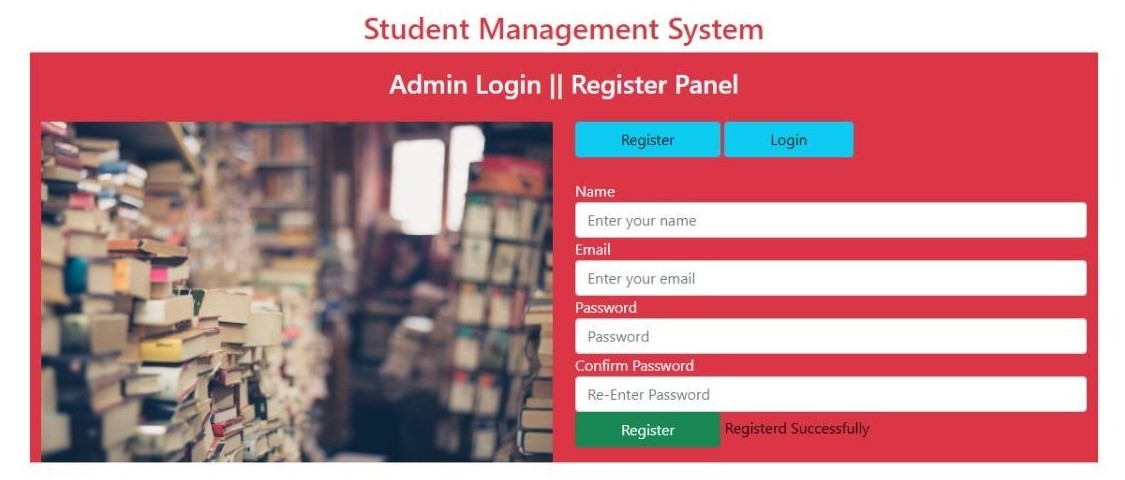 Student Management System
Admin Login || Register Panel
Register Login
Name
Enter your name
Email
Enter your email
Password
Password
Confirm Password
Re-Enter Password
Register Registerd Successfully